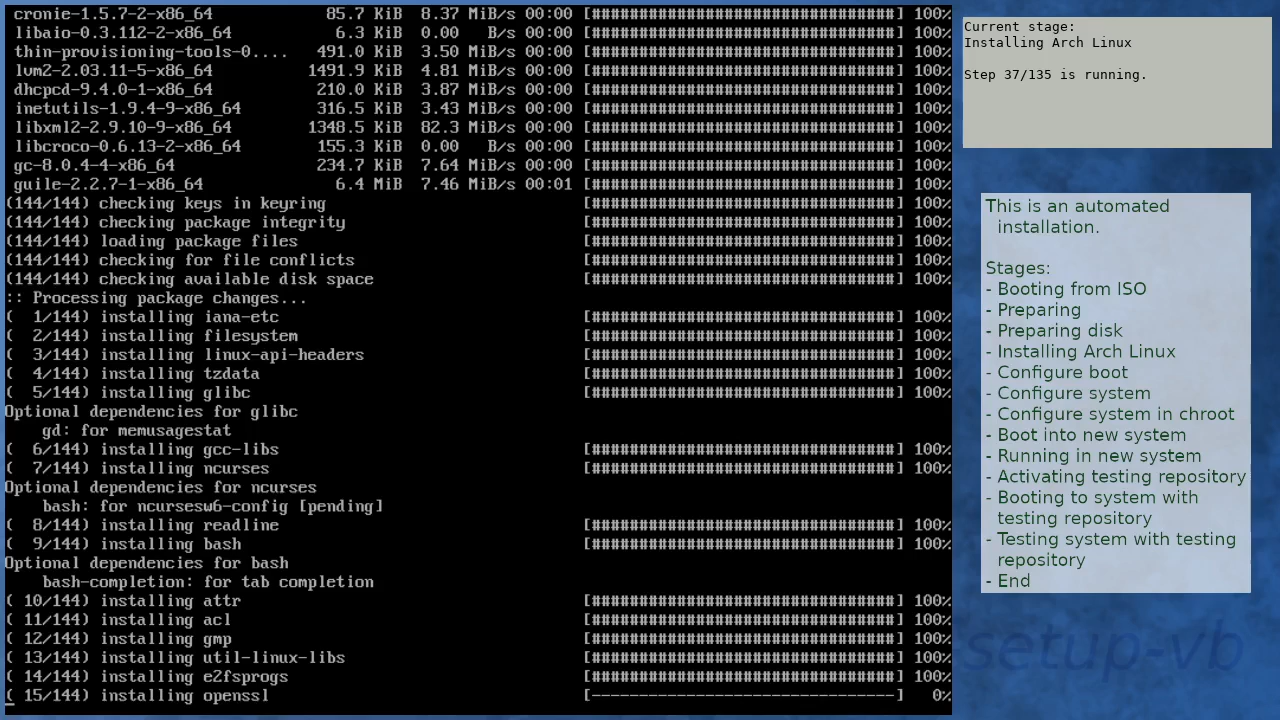 cronie-1.5.7-2-x86_64 85.7 KiB 8.37 MiB/s 00:00 [################################] 100%
libaio-0.3.112-2-x86_64 6.3 KiB 0.00 B/s 00:00 [################################] 100%
thin-provisioning-tools-0.... 491.0 KiB 3.50 MiB/s 00:00 [################################] 100%
lvm2-2.03.11-5-x86_64 1491.9 KiB 4.81 MiB/s 00:00 [################################] 100%
dhcpcd-9.4.0-1-x86_64 210.0 KiB 3.87 MiB/s 00:00 [################################] 100%
inetutils-1.9.4-9-x86_64 316.5 KiB 3.43 MiB/s 00:00 [################################] 100%
libxml2-2.9.10-9-x86_64 1348.5 KiB 82.3 MiB/s 00:00 [################################] 100%
libcroco-0.6.13-2-x86_64 155.3 KiB 0.00 B/s 00:00 [################################] 100%
gc-8.0.4-4-x86_64 234.7 KiB 7.64 MiB/s 00:00 [################################] 100%
guile-2.2.7-1-x86_64 6.4 MiB 7.46 MiB/s 00:01 [################################] 100%
(144/144) checking keys in keyring [################################] 100%
(144/144) checking package integrity [################################] 100%
(144/144) loading package files [################################] 100%
(144/144) checking for file conflicts [################################] 100%
(144/144) checking available disk space [################################] 100%
:: Processing package changes...
( 1/144) installing iana-etc [################################] 100%
( 2/144) installing filesystem [################################] 100%
( 3/144) installing linux-api-headers [################################] 100%
( 4/144) installing tzdata [################################] 100%
( 5/144) installing glibc [################################] 100%
Optional dependencies for glibc
gd: for memusagestat
( 6/144) installing gcc-libs [################################] 100%
( 7/144) installing ncurses [################################] 100%
Optional dependencies for ncurses
bash: for ncursesw6-config [pending]
( 8/144) installing readline [################################] 100%
( 9/144) installing bash [################################] 100%
Optional dependencies for bash
bash-completion: for tab completion
( 10/144) installing attr [################################] 100%
( 11/144) installing acl [################################] 100%
( 12/144) installing gmp [################################] 100%
( 13/144) installing util-linux-libs [################################] 100%
( 14/144) installing e2fsprogs [################################] 100%
( 15/144) installing openssl [--------------------------------] 0%
Current stage:
Installing Arch Linux
Step 37/135 is running.
This is an automated
installation.
Stages:
- Booting from ISO
- Preparing
- Preparing disk
- Installing Arch Linux
- Configure boot
- Configure system
- Configure system in chroot
- Boot into new system
- Running in new system
- Activating testing repository
- Booting to system with
testing repository
- Testing system with testing
repository
- End
setup-vb